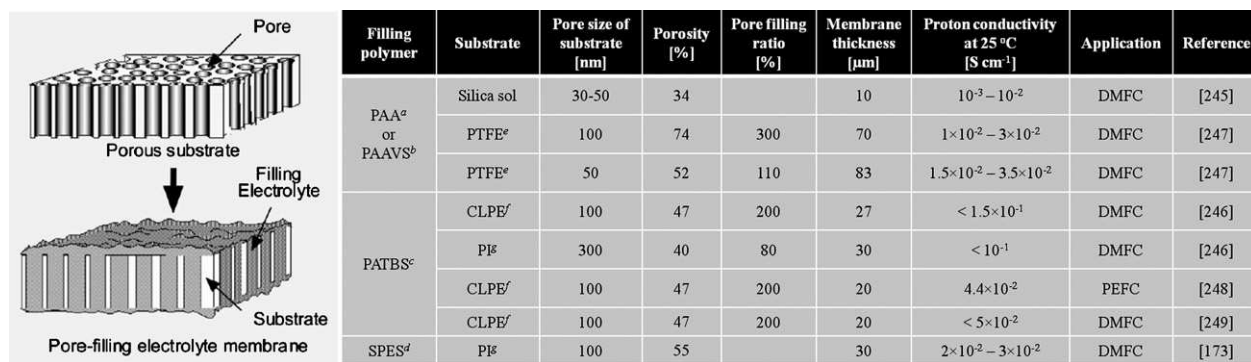 Pore
Porous substrate
Filling
Electrolyte
Substrate
Pore-filling electrolyte membrane
Filling polymer Substrate Pore size of substrate [nm] Porosity [%] Pore filling ratio [%] Membrane thickness [µm] Proton conductivity at 25 °C [S cm⁻¹] Application Reference
PAAᵃ or PAAVSᵇ Silica sol 30-50 34 10 10⁻³ – 10⁻² DMFC [245]
PTFEᵉ 100 74 300 70 1×10⁻² – 3×10⁻² DMFC [247]
PTFEᵉ 50 52 110 83 1.5×10⁻² – 3.5×10⁻² DMFC [247]
PATBSᶜ CLPEᶠ 100 47 200 27 < 1.5×10⁻¹ DMFC [246]
PIᵍ 300 40 80 30 < 10⁻¹ DMFC [246]
CLPEᶠ 100 47 200 20 4.4×10⁻² PEFC [248]
CLPEᶠ 100 47 200 20 < 5×10⁻² DMFC [249]
SPESᵈ PIᵍ 100 55 30 2×10⁻² – 3×10⁻² DMFC [173]